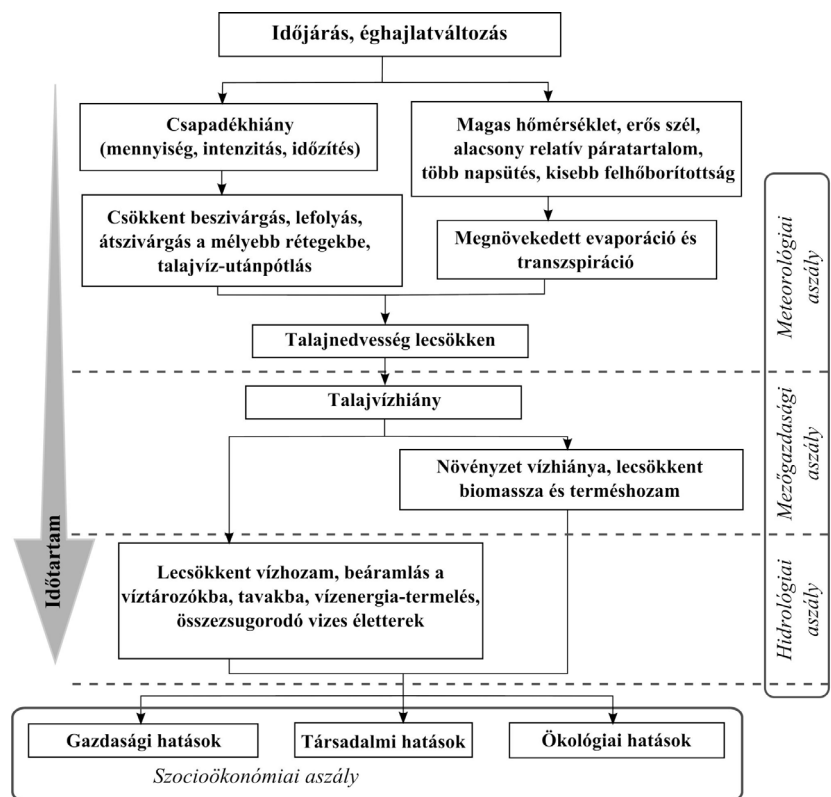 Időjárás, éghajlatváltozás
Csapadékhiány
(mennyiség, intenzitás, időzítés)
Magas hőmérséklet, erős szél,
alacsony relatív páratartalom,
több napsütés, kisebb felhőborítottság
Csökkent beszivárgás, lefolyás,
átszivárgás a mélyebb rétegekbe,
talajvíz-utánpótlás
Megnövekedett evaporáció és
transzspiráció
Talajnedvesség lecsökken
Meteorológiai
aszály
Talajvízhiány
Növényzet vízhiánya, lecsökkent
biomassza és terméshozam
Mezőgazdasági
aszály
Lecsökkent vízhozam, beáramlás a
víztározókba, tavakba, vízenergia-termelés,
összezsugorodó vizes életterek
Hidrológiai
aszály
Időtartam
Gazdasági hatások
Társadalmi hatások
Ökológiai hatások
Szocioökonómiai aszály